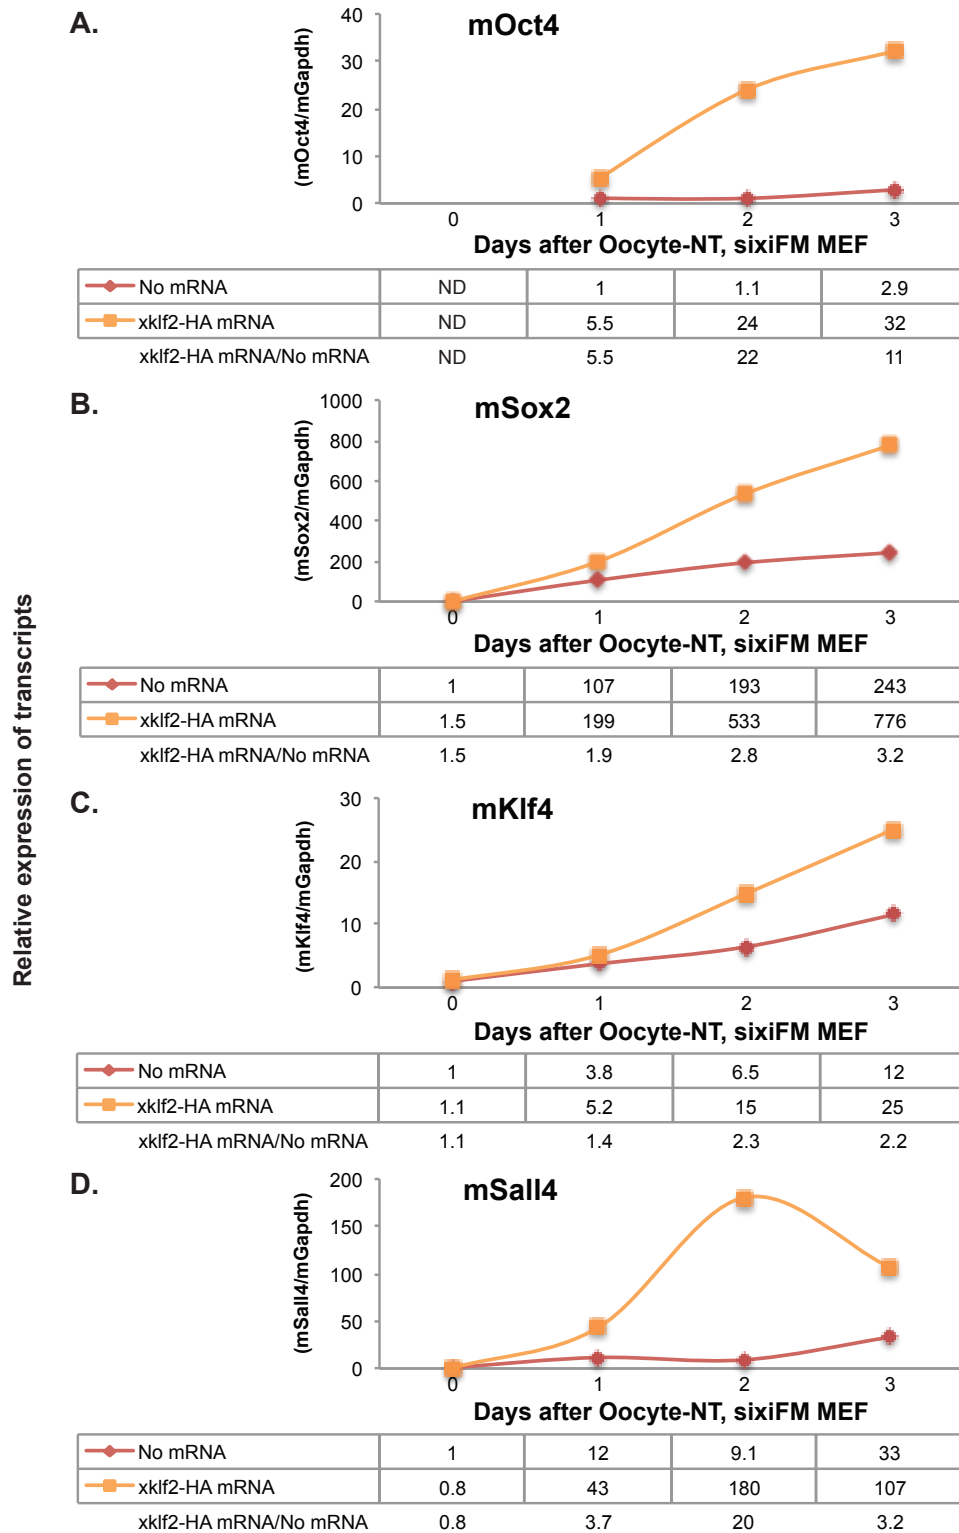 Relative expression of transcripts
A.
mOct4
(mOct4/mGapdh)
40
30
20
10
0
0 1 2 3
Days after Oocyte-NT, sixiFM MEF
No mRNA ND 1 1.1 2.9
xklf2-HA mRNA ND 5.5 24 32
xklf2-HA mRNA/No mRNA ND 5.5 22 11
B.
mSox2
(mSox2/mGapdh)
1000
800
600
400
200
0
0 1 2 3
Days after Oocyte-NT, sixiFM MEF
No mRNA 1 107 193 243
xklf2-HA mRNA 1.5 199 533 776
xklf2-HA mRNA/No mRNA 1.5 1.9 2.8 3.2
C.
mKlf4
(mKlf4/mGapdh)
30
20
10
0
0 1 2 3
Days after Oocyte-NT, sixiFM MEF
No mRNA 1 3.8 6.5 12
xklf2-HA mRNA 1.1 5.2 15 25
xklf2-HA mRNA/No mRNA 1.1 1.4 2.3 2.2
D.
mSall4
(mSall4/mGapdh)
200
150
100
50
0
0 1 2 3
Days after Oocyte-NT, sixiFM MEF
No mRNA 1 12 9.1 33
xklf2-HA mRNA 0.8 43 180 107
xklf2-HA mRNA/No mRNA 0.8 3.7 20 3.2